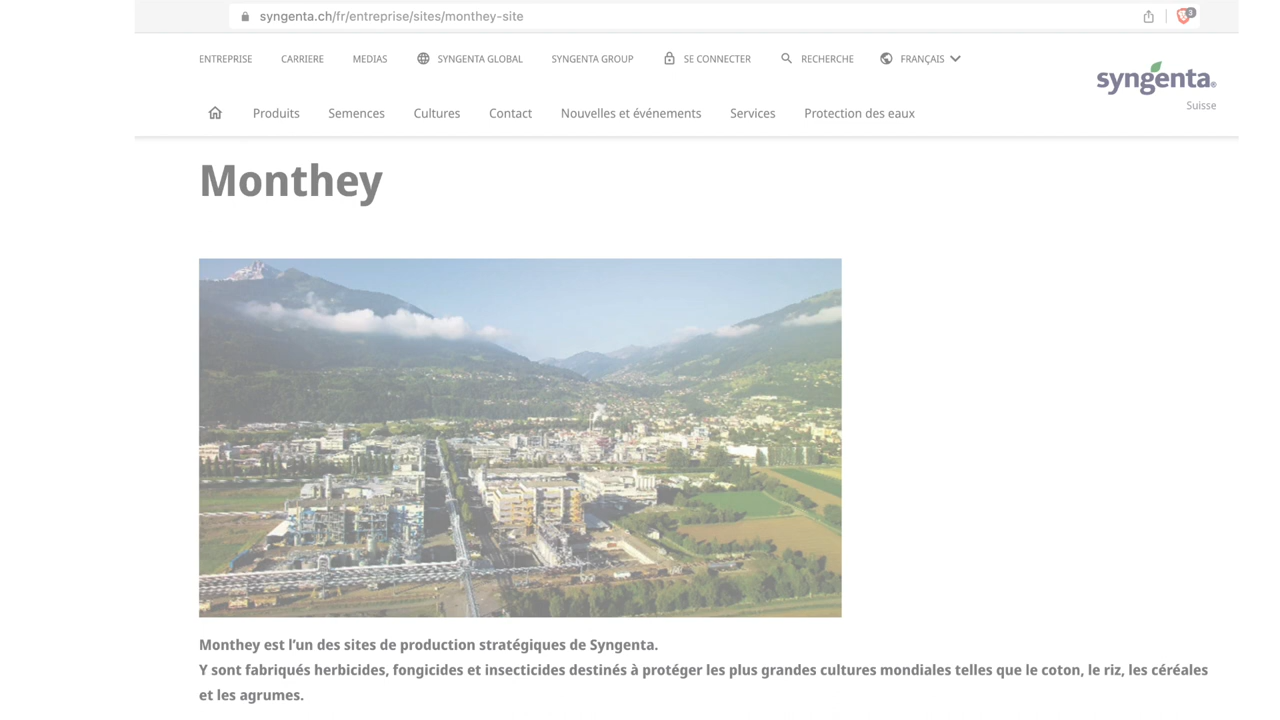 syngenta.ch/fr/entreprise/sites/monthey-site
3
ENTREPRISE CARRIERE MEDIAS SYNGENTA GLOBAL SYNGENTA GROUP SE CONNECTER RECHERCHE FRANÇAIS
syngenta®
Suisse
Produits Semences Cultures Contact Nouvelles et événements Services Protection des eaux
Monthey
Monthey est l’un des sites de production stratégiques de Syngenta.
Y sont fabriqués herbicides, fongicides et insecticides destinés à protéger les plus grandes cultures mondiales telles que le coton, le riz, les céréales
et les agrumes.